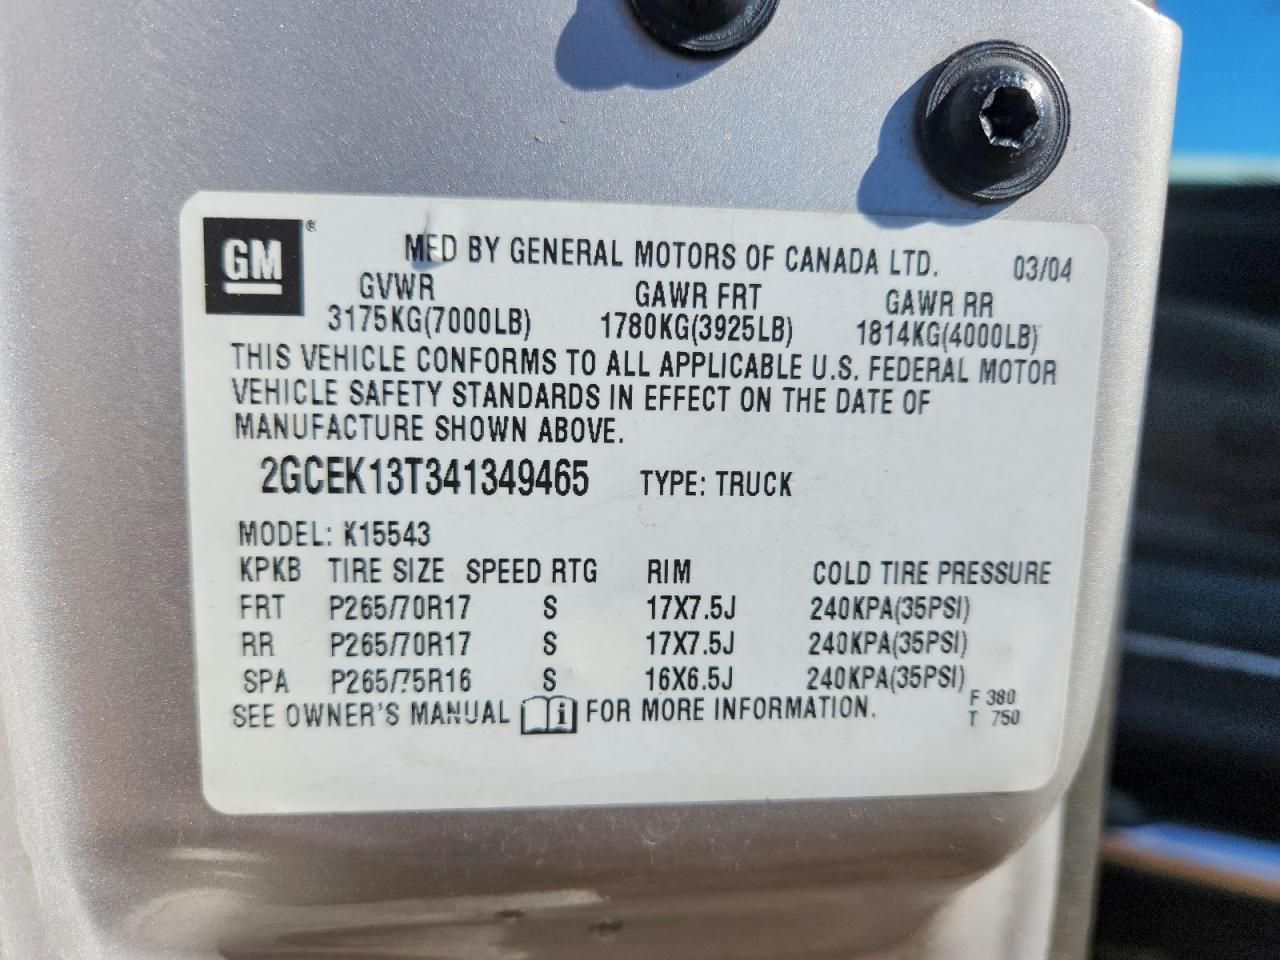 GM ®
MFD BY GENERAL MOTORS OF CANADA LTD. 03/04
GVWR GAWR FRT GAWR RR
3175KG(7000LB) 1780KG(3925LB) 1814KG(4000LB)
THIS VEHICLE CONFORMS TO ALL APPLICABLE U.S. FEDERAL MOTOR
VEHICLE SAFETY STANDARDS IN EFFECT ON THE DATE OF
MANUFACTURE SHOWN ABOVE.
2GCEK13T341349465 TYPE: TRUCK
MODEL: K15543
KPKB TIRE SIZE SPEED RTG RIM COLD TIRE PRESSURE
FRT P265/70R17 S 17X7.5J 240KPA(35PSI)
RR P265/70R17 S 17X7.5J 240KPA(35PSI)
SPA P265/75R16 S 16X6.5J 240KPA(35PSI)
SEE OWNER'S MANUAL i FOR MORE INFORMATION.
F 380
T 750